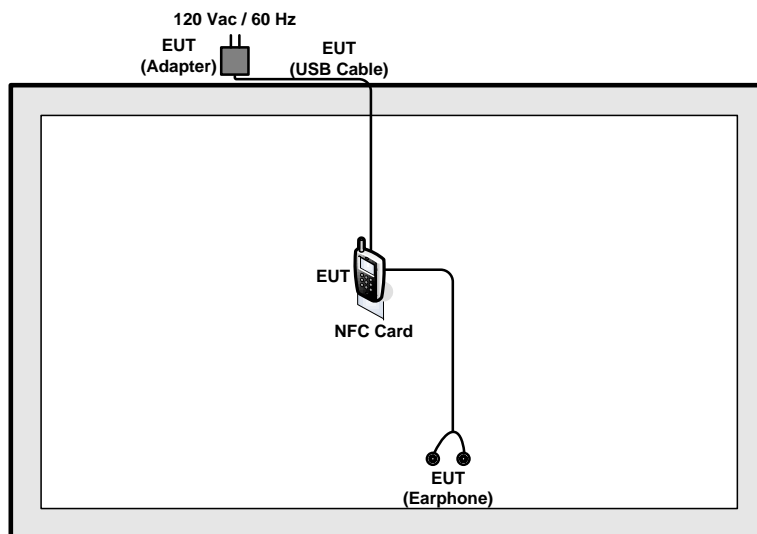 120 Vac / 60 Hz
EUT
(Adapter)
EUT
(USB Cable)
EUT
NFC Card
EUT
(Earphone)